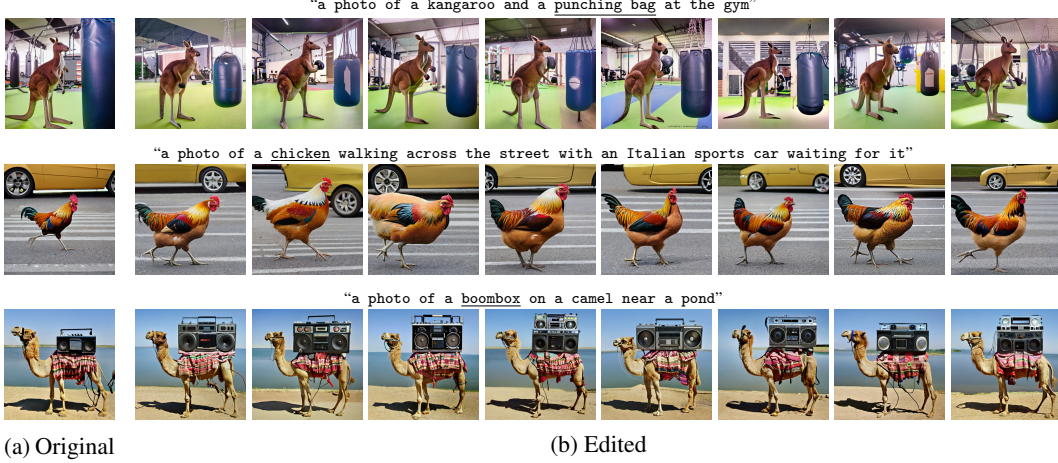 “a photo of a kangaroo and a punching bag at the gym”
“a photo of a chicken walking across the street with an Italian sports car waiting for it”
“a photo of a boombox on a camel near a pond”
(a) Original
(b) Edited